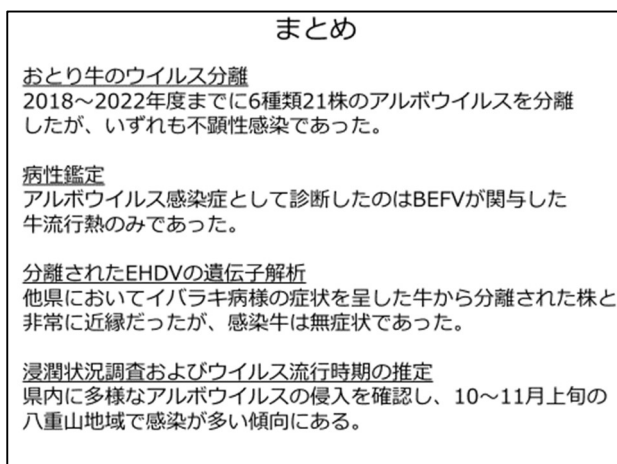 まとめ
おとり牛のウイルス分離
2018～2022年度までに6種類21株のアルボウイルスを分離
したが、いずれも不顕性感染であった。
病性鑑定
アルボウイルス感染症として診断したのはBEFVが関与した
牛流行熱のみであった。
分離されたEHDVの遺伝子解析
他県においてイバラキ病様の症状を呈した牛から分離された株と
非常に近縁だったが、感染牛は無症状であった。
浸潤状況調査およびウイルス流行時期の推定
県内に多様なアルボウイルスの侵入を確認し、10～11月上旬の
八重山地域で感染が多い傾向にある。